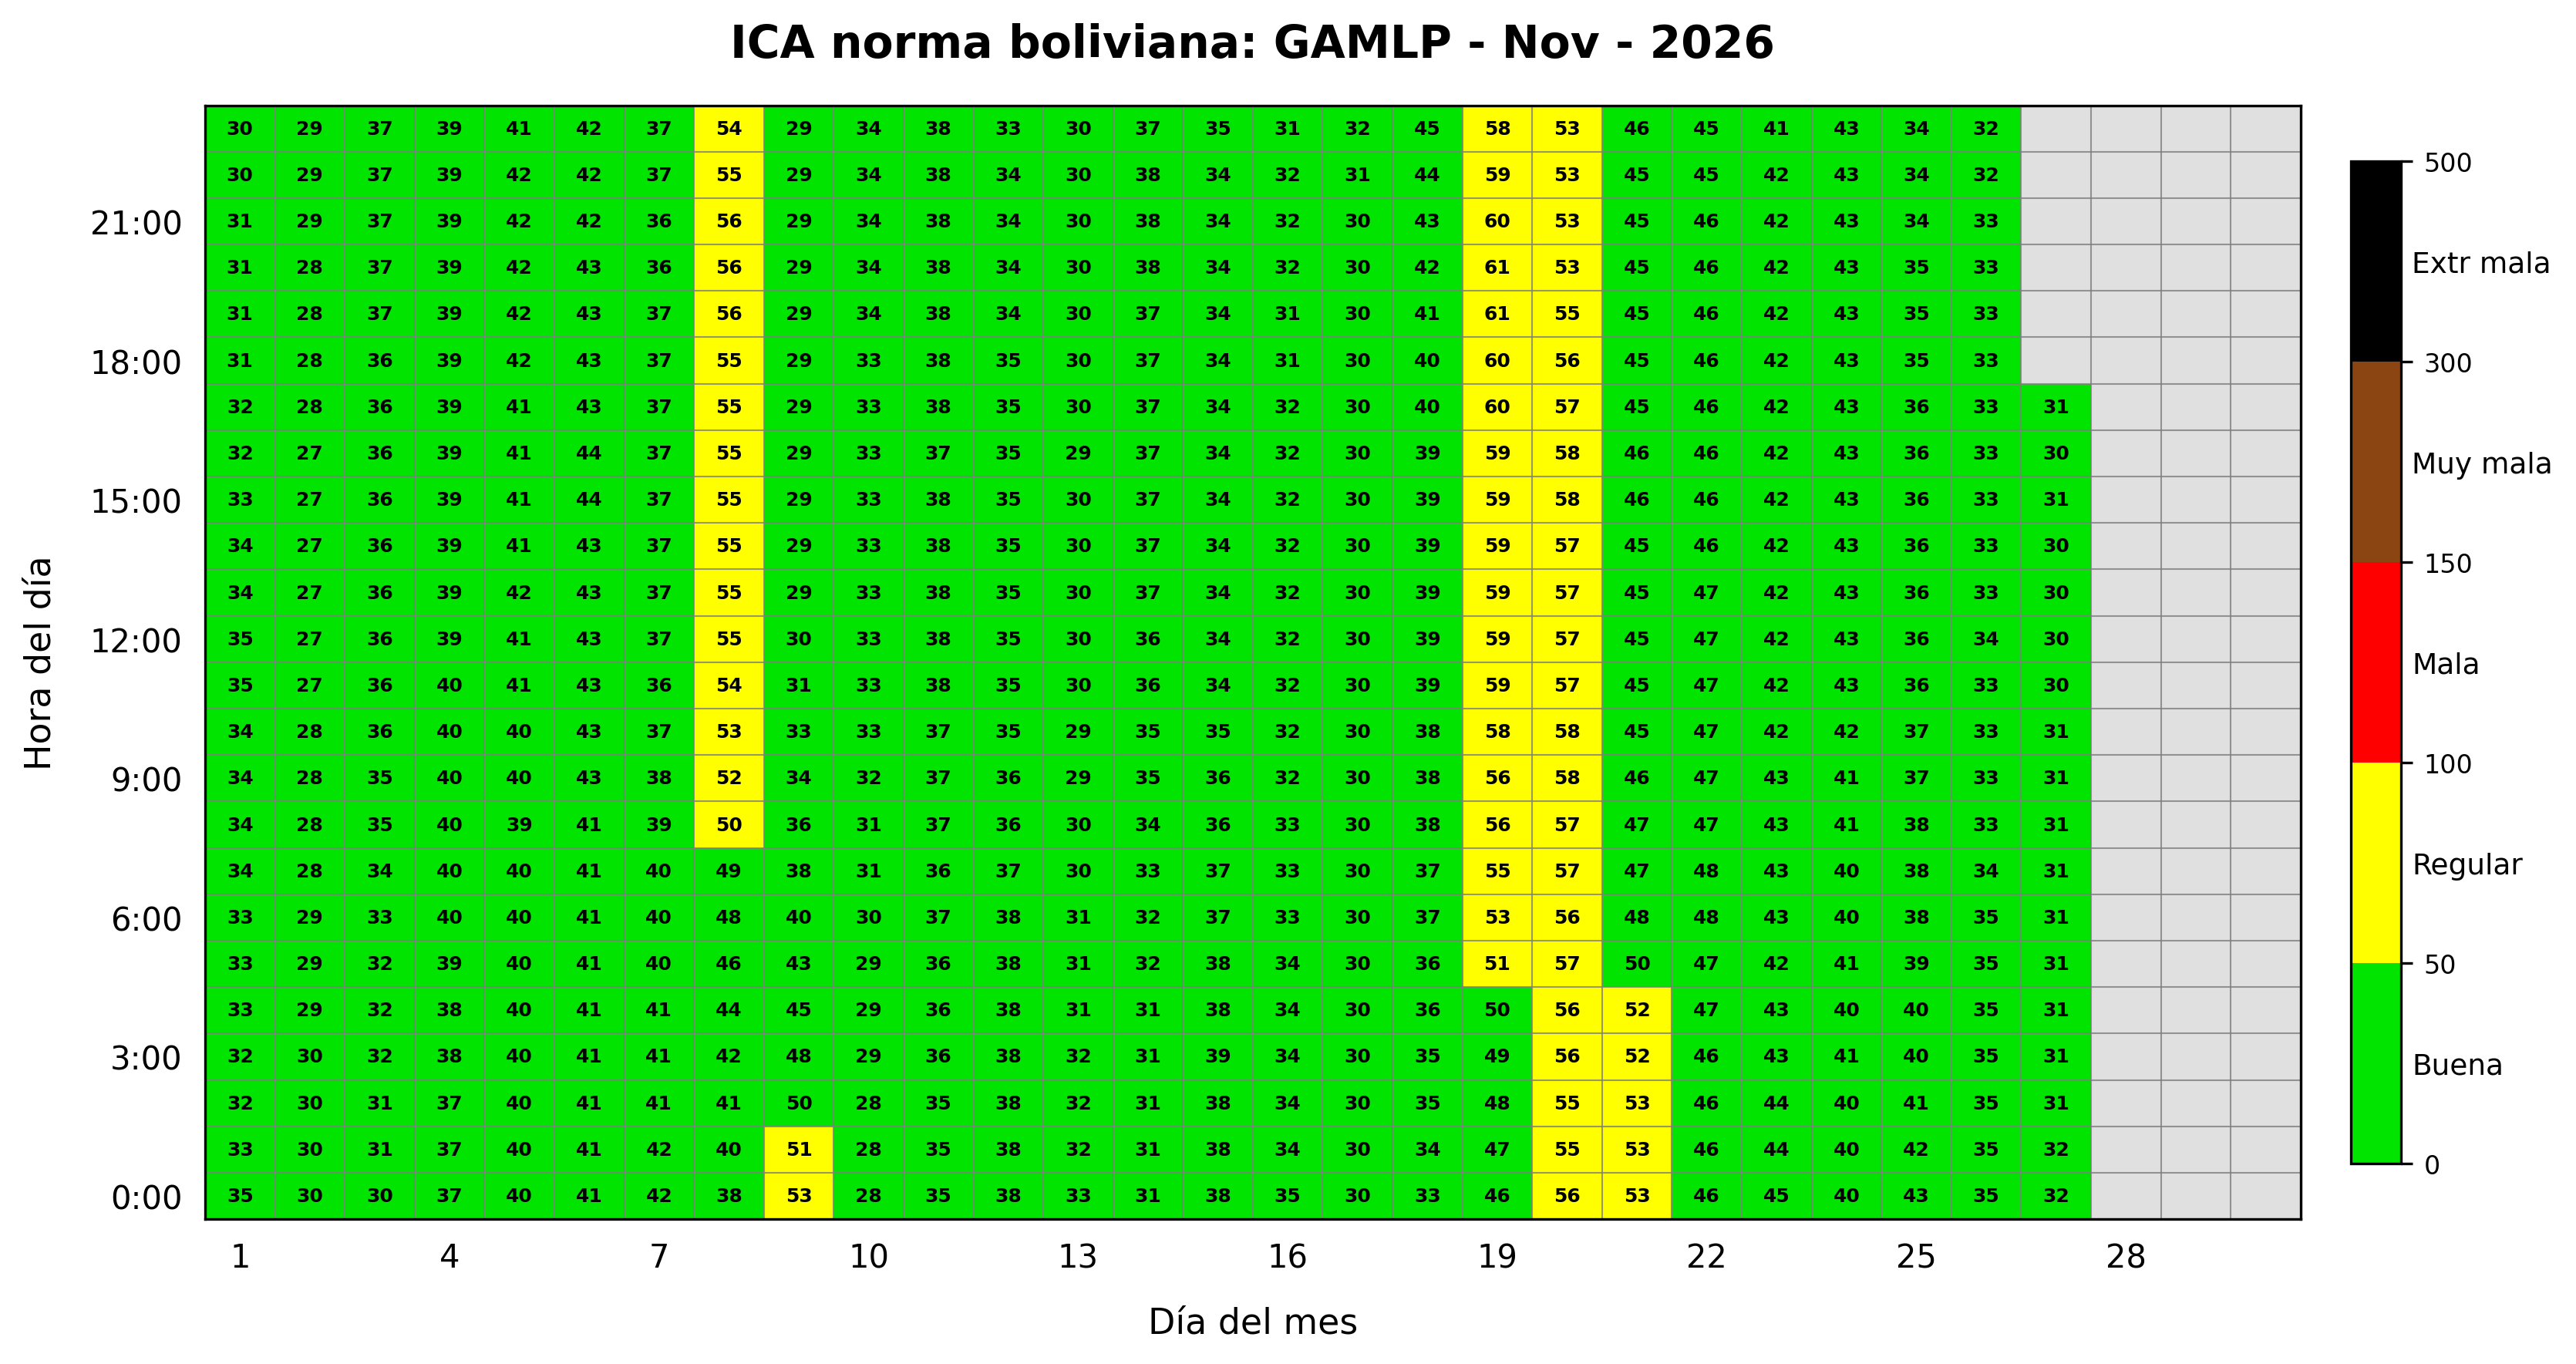 ICA norma boliviana: GAMLP - Nov - 2026
30 29 37 39 41 42 37 54 29 34 38 33 30 37 35 31 32 45 58 53 46 45 41 43 34 32
30 29 37 39 42 42 37 55 29 34 38 34 30 38 34 32 31 44 59 53 45 45 42 43 34 32
21:00 31 29 37 39 42 42 36 56 29 34 38 34 30 38 34 32 30 43 60 53 45 46 42 43 34 33
31 28 37 39 42 43 36 56 29 34 38 34 30 38 34 32 30 42 61 53 45 46 42 43 35 33
31 28 37 39 42 43 37 56 29 34 38 34 30 37 34 31 30 41 61 55 45 46 42 43 35 33
18:00 31 28 36 39 42 43 37 55 29 33 38 35 30 37 34 31 30 40 60 56 45 46 42 43 35 33
32 28 36 39 41 43 37 55 29 33 38 35 30 37 34 32 30 40 60 57 45 46 42 43 36 33 31
32 27 36 39 41 44 37 55 29 33 37 35 29 37 34 32 30 39 59 58 46 46 42 43 36 33 30
15:00 33 27 36 39 41 44 37 55 29 33 38 35 30 37 34 32 30 39 59 58 46 46 42 43 36 33 31
34 27 36 39 41 43 37 55 29 33 38 35 30 37 34 32 30 39 59 57 45 46 42 43 36 33 30
34 27 36 39 42 43 37 55 29 33 38 35 30 37 34 32 30 39 59 57 45 47 42 43 36 33 30
12:00 35 27 36 39 41 43 37 55 30 33 38 35 30 36 34 32 30 39 59 57 45 47 42 43 36 34 30
35 27 36 40 41 43 36 54 31 33 38 35 30 36 34 32 30 39 59 57 45 47 42 43 36 33 30
34 28 36 40 40 43 37 53 33 33 37 35 29 35 35 32 30 38 58 58 45 47 42 42 37 33 31
9:00 34 28 35 40 40 43 38 52 34 32 37 36 29 35 36 32 30 38 56 58 46 47 43 41 37 33 31
34 28 35 40 39 41 39 50 36 31 37 36 30 34 36 33 30 38 56 57 47 47 43 41 38 33 31
34 28 34 40 40 41 40 49 38 31 36 37 30 33 37 33 30 37 55 57 47 48 43 40 38 34 31
6:00 33 29 33 40 40 41 40 48 40 30 37 38 31 32 37 33 30 37 53 56 48 48 43 40 38 35 31
33 29 32 39 40 41 40 46 43 29 36 38 31 32 38 34 30 36 51 57 50 47 42 41 39 35 31
33 29 32 38 40 41 41 44 45 29 36 38 31 31 38 34 30 36 50 56 52 47 43 40 40 35 31
3:00 32 30 32 38 40 41 41 42 48 29 36 38 32 31 39 34 30 35 49 56 52 46 43 41 40 35 31
32 30 31 37 40 41 41 41 50 28 35 38 32 31 38 34 30 35 48 55 53 46 44 40 41 35 31
33 30 31 37 40 41 42 40 51 28 35 38 32 31 38 34 30 34 47 55 53 46 44 40 42 35 32
0:00 35 30 30 37 40 41 42 38 53 28 35 38 33 31 38 35 30 33 46 56 53 46 45 40 43 35 32
1 4 7 10 13 16 19 22 25 28
Día del mes
Hora del día
500
Extr mala
300
Muy mala
150
Mala
100
Regular
50
Buena
0